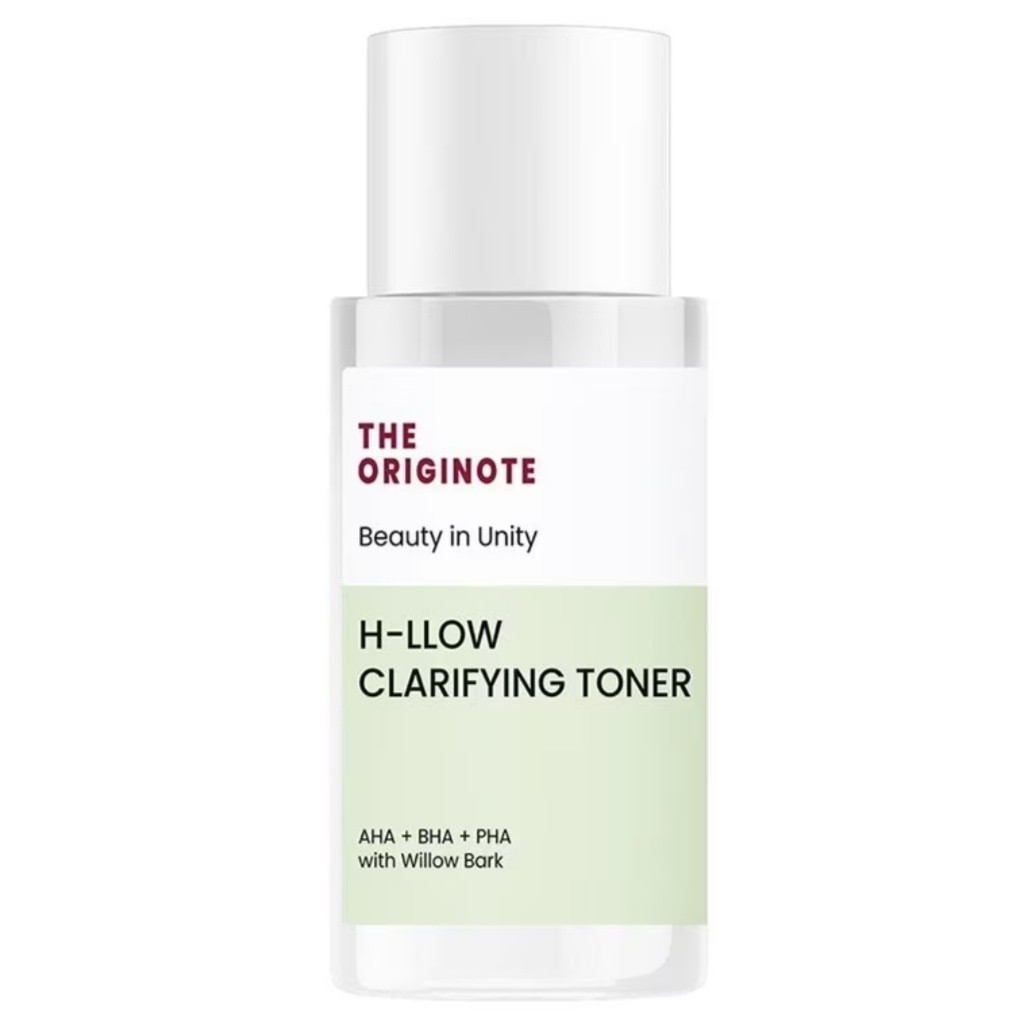 THE
ORIGINOTE
Beauty in Unity
H-LLOW
CLARIFYING TONER
AHA + BHA + PHA
with Willow Bark